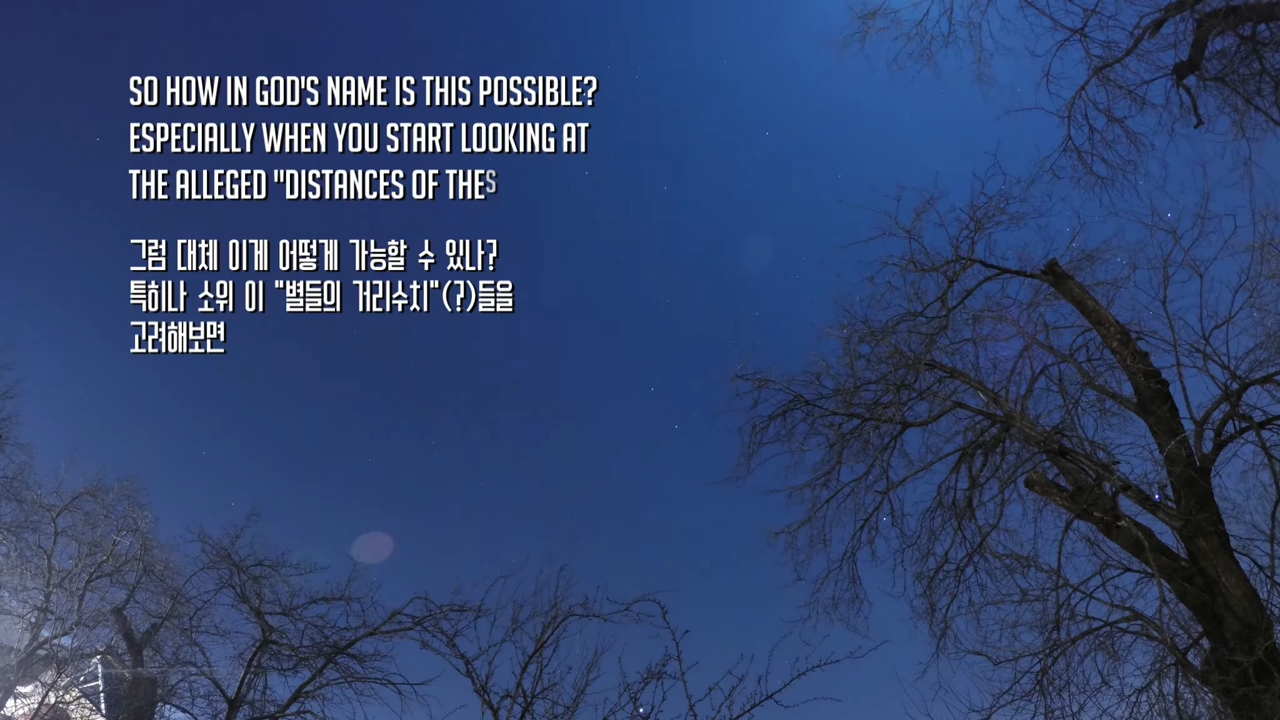 SO HOW IN GOD'S NAME IS THIS POSSIBLE?
ESPECIALLY WHEN YOU START LOOKING AT
THE ALLEGED "DISTANCES OF THES
그럼 대체 이게 어떻게 가능할 수 있나?
특히나 소위 이 "별들의 거리수치"(?)들을
고려해보면